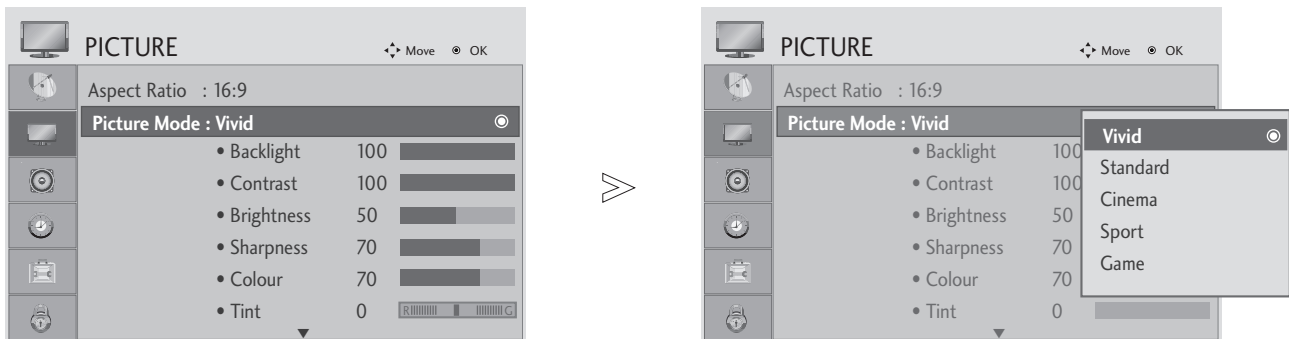 PICTURE
Move OK
Aspect Ratio : 16:9
Picture Mode : Vivid
• Backlight 100
• Contrast 100
• Brightness 50
• Sharpness 70
• Colour 70
• Tint 0 R G
PICTURE
Move OK
Aspect Ratio : 16:9
Picture Mode : Vivid
• Backlight 100
• Contrast 100
• Brightness 50
• Sharpness 70
• Colour 70
• Tint 0
Vivid
Standard
Cinema
Sport
Game